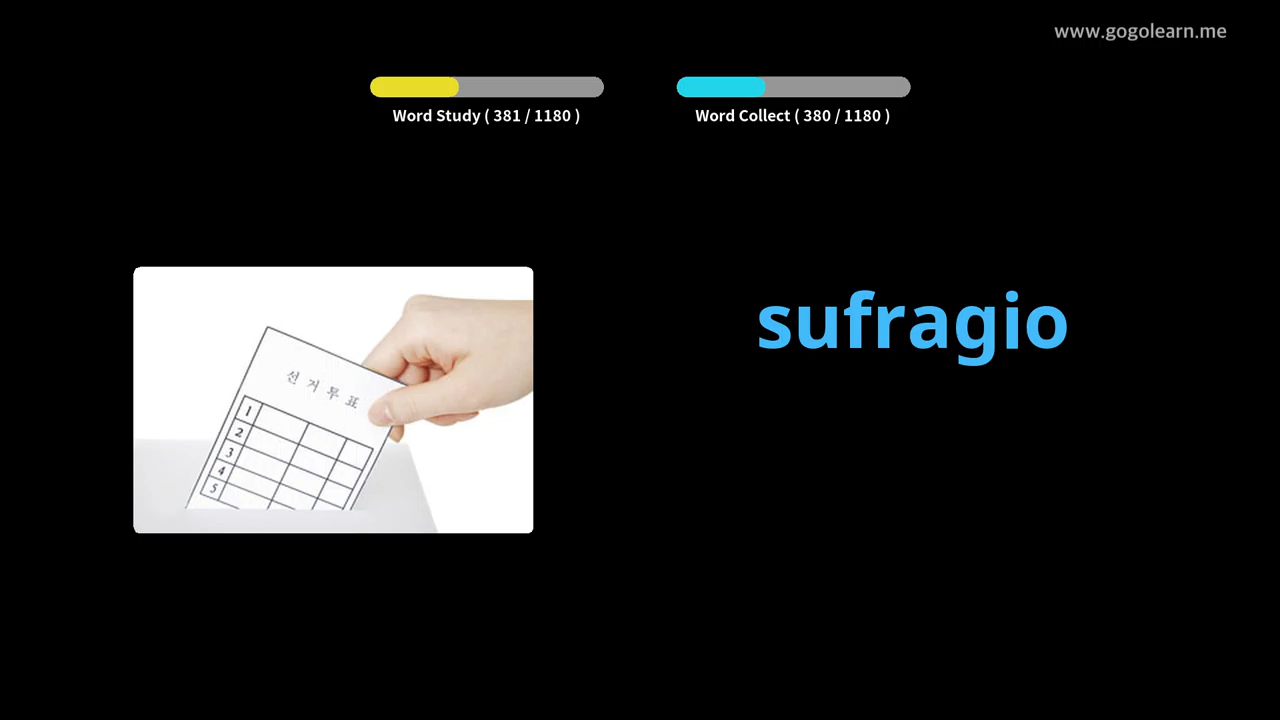 www.gogolearn.me
Word Study ( 381 / 1180 )
Word Collect ( 380 / 1180 )
sufragio
선 거 투 표
1
2
3
4
5